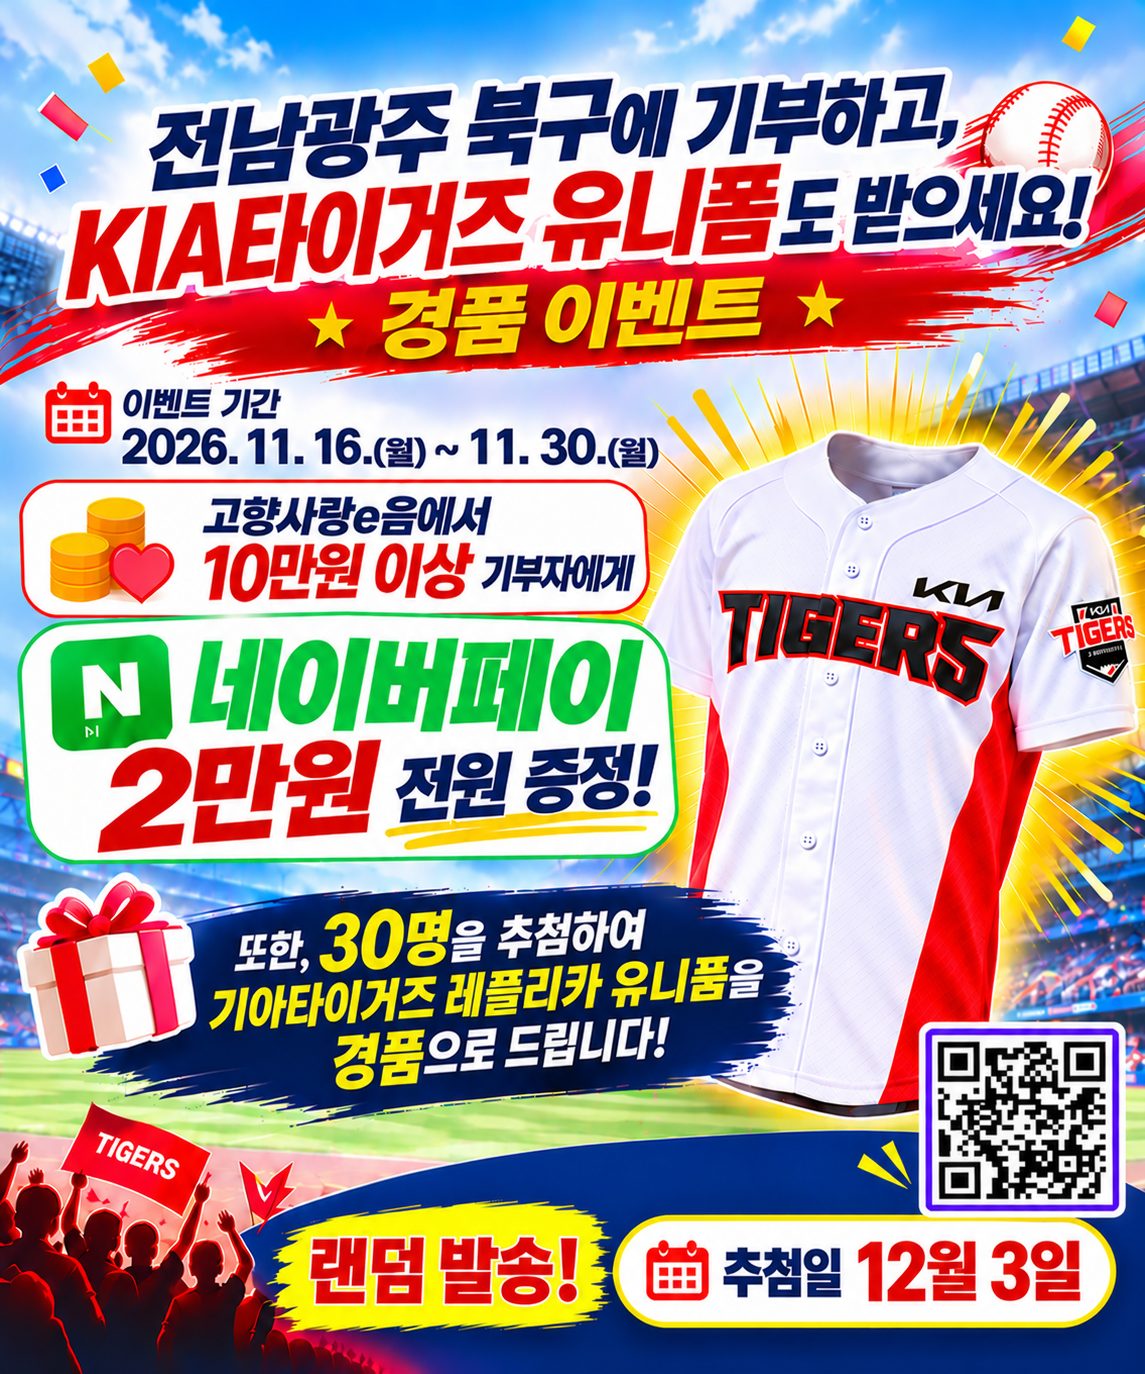 전남광주 북구에 기부하고,
KIA타이거즈 유니폼도 받으세요!
경품 이벤트
이벤트 기간
2026. 11. 16.(월) ~ 11. 30.(월)
고향사랑e음에서
10만원 이상 기부자에게
N 네이버페이
2만원 전원 증정!
KIA
TIGERS
KIA
TIGERS
또한, 30명을 추첨하여
기아타이거즈 레플리카 유니품을
경품으로 드립니다!
TIGERS
랜덤 발송!
추첨일 12월 3일